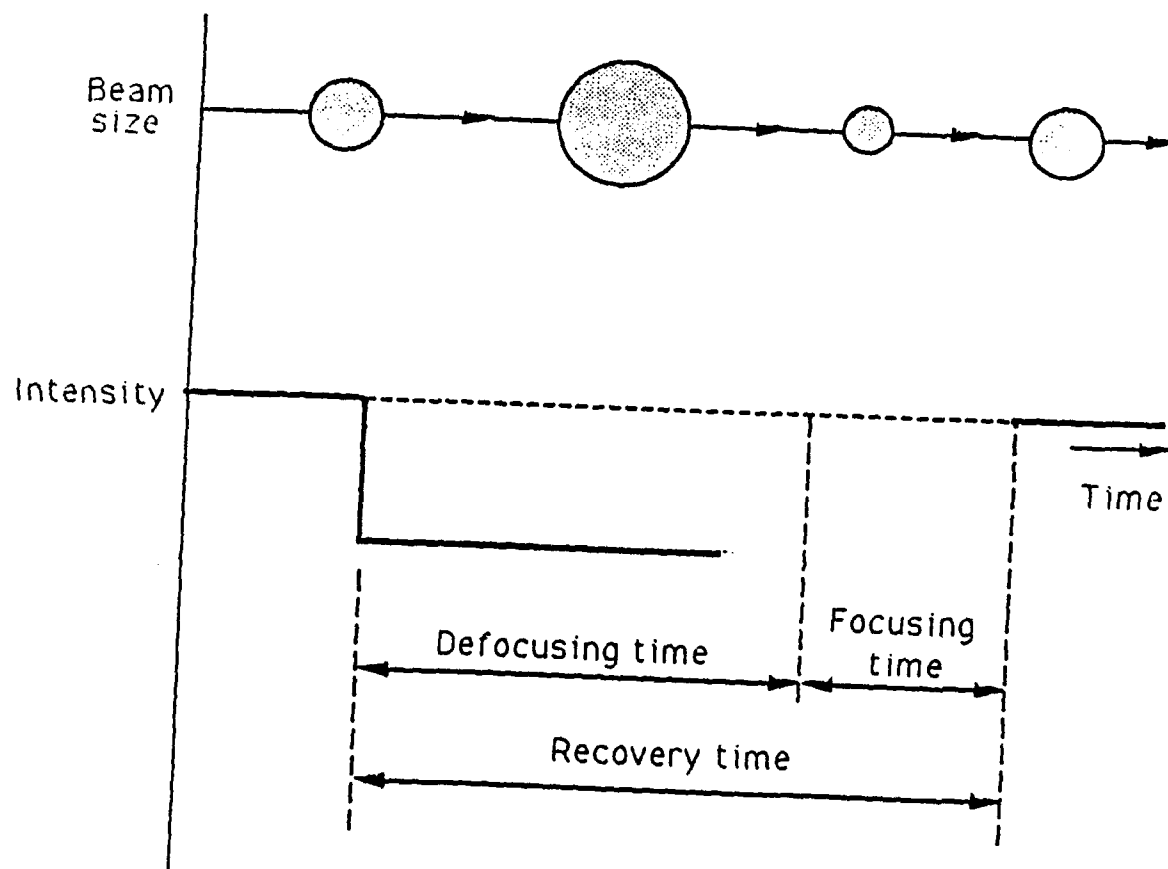 Beam
size
Intensity
Time
Defocusing time
Focusing
time
Recovery time